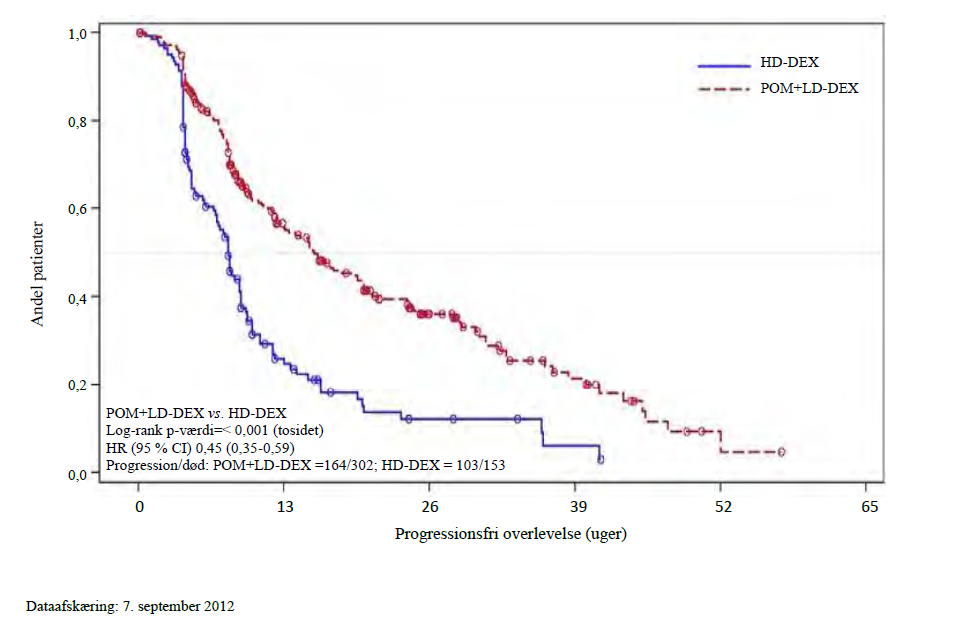 HD-DEX
POM+LD-DEX
1,0
0,8
0,6
0,4
0,2
0,0
Andel patienter
POM+LD-DEX vs. HD-DEX
Log-rank p-værdi=< 0,001 (tosidet)
HR (95 % CI) 0,45 (0,35-0,59)
Progression/død: POM+LD-DEX =164/302; HD-DEX = 103/153
0 13 26 39 52 65
Progressionsfri overlevelse (uger)
Dataafskæring: 7. september 2012